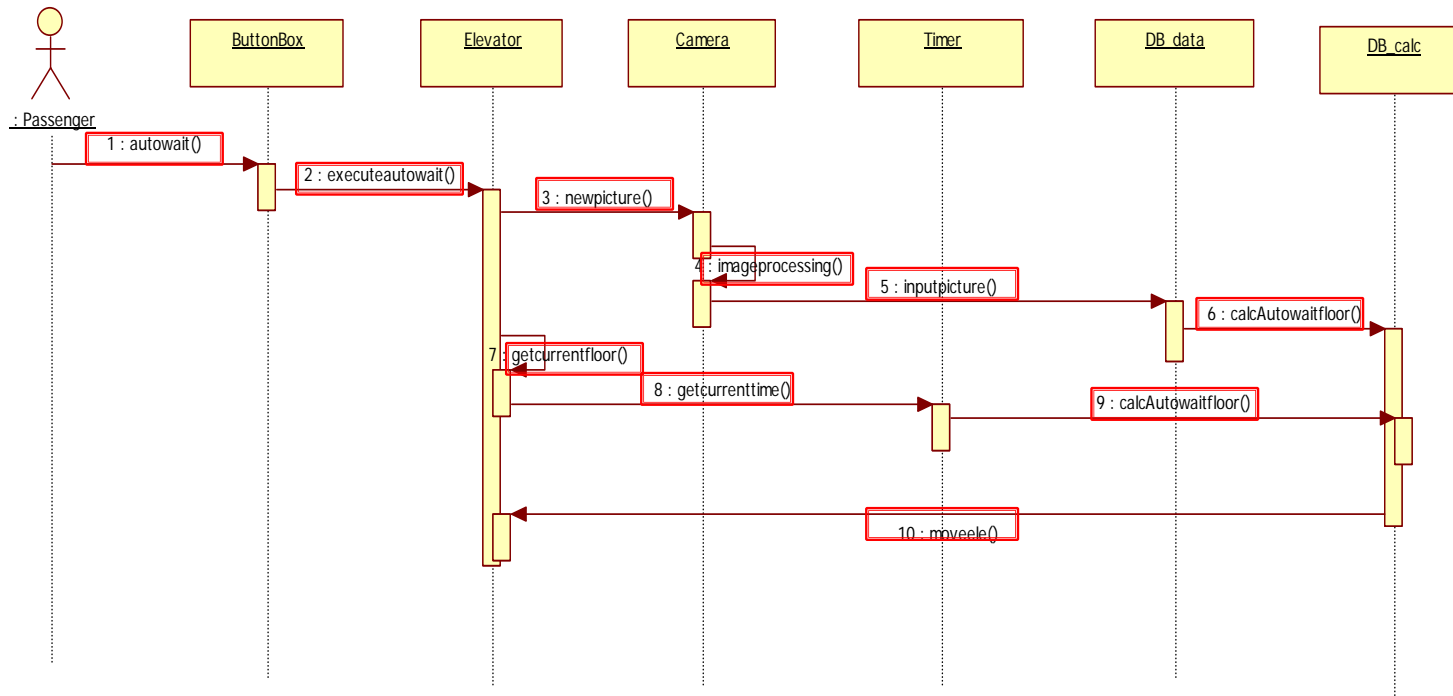 ButtonBox
Elevator
Camera
Timer
DB_data
DB_calc
: Passenger
1 : autowait()
2 : executeautowait()
3 : newpicture()
4 : imageprocessing()
5 : inputpicture()
6 : calcAutowaitfloor()
7 : getcurrentfloor()
8 : getcurrenttime()
9 : calcAutowaitfloor()
10 : moveele()